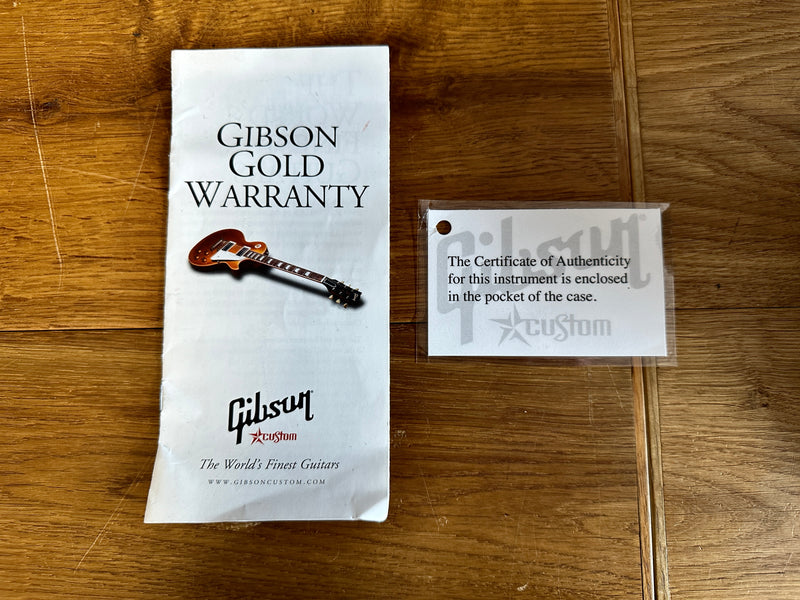 GIBSON
GOLD
WARRANTY
Gibson
CUSTOM
The World's Finest Guitars
WWW.GIBSONCUSTOM.COM
Gibson
The Certificate of Authenticity
for this instrument is enclosed
in the pocket of the case.
CUSTOM